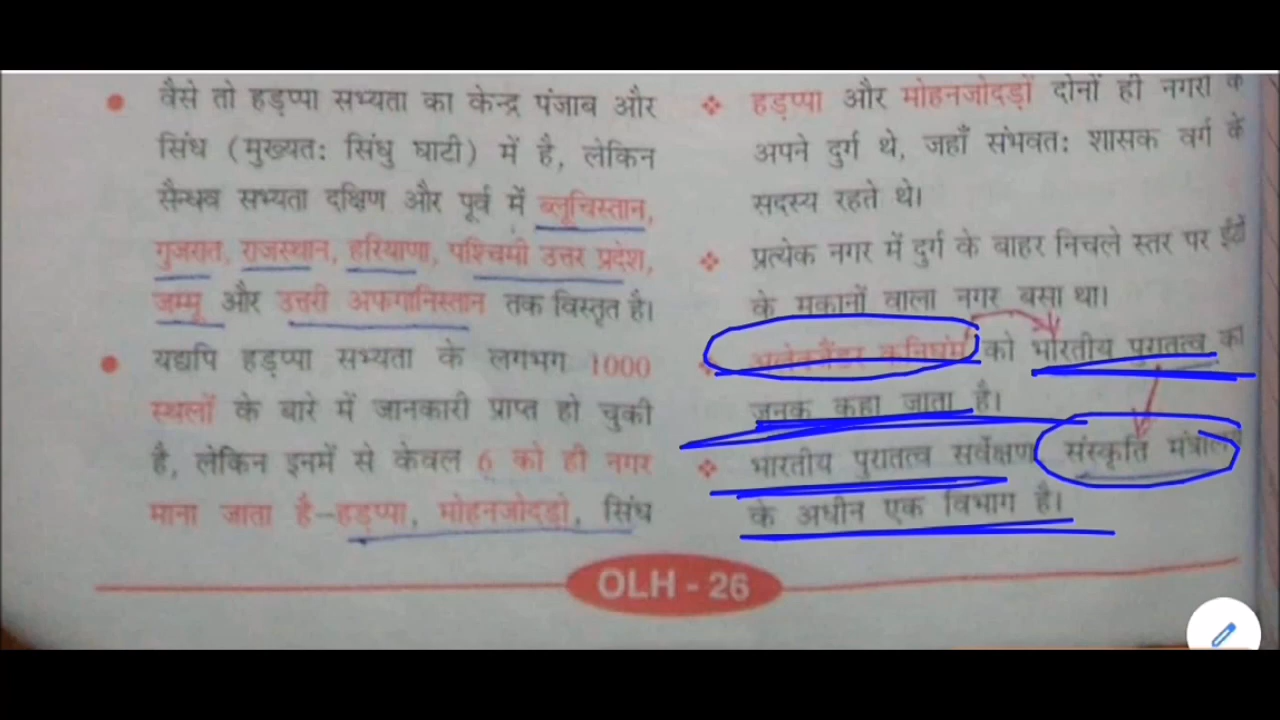 वैसे तो हड़प्पा सभ्यता का केन्द्र पंजाब और
सिंध (मुख्यतः सिंधु घाटी) में है, लेकिन
सैन्धव सभ्यता दक्षिण और पूर्व में ब्लूचिस्तान,
गुजरात, राजस्थान, हरियाणा, पश्चिमी उत्तर प्रदेश,
जम्मू और उत्तरी अफगानिस्तान तक विस्तृत है।
यद्यपि हड़प्पा सभ्यता के लगभग 1000
स्थलों के बारे में जानकारी प्राप्त हो चुकी
है, लेकिन इनमें से केवल 6 को ही नगर
माना जाता है–हड़प्पा, मोहनजोदड़ो, सिंध
हड़प्पा और मोहनजोदड़ों दोनों ही नगरों के
अपने दुर्ग थे, जहाँ संभवतः शासक वर्ग के
सदस्य रहते थे।
प्रत्येक नगर में दुर्ग के बाहर निचले स्तर पर ईंटों
के मकानों वाला नगर बसा था।
अलेक्जेंडर कनिघंम को भारतीय पुरातत्व का
जनक कहा जाता है।
भारतीय पुरातत्व सर्वेक्षण संस्कृति मंत्रालय
के अधीन एक विभाग है।
OLH - 26